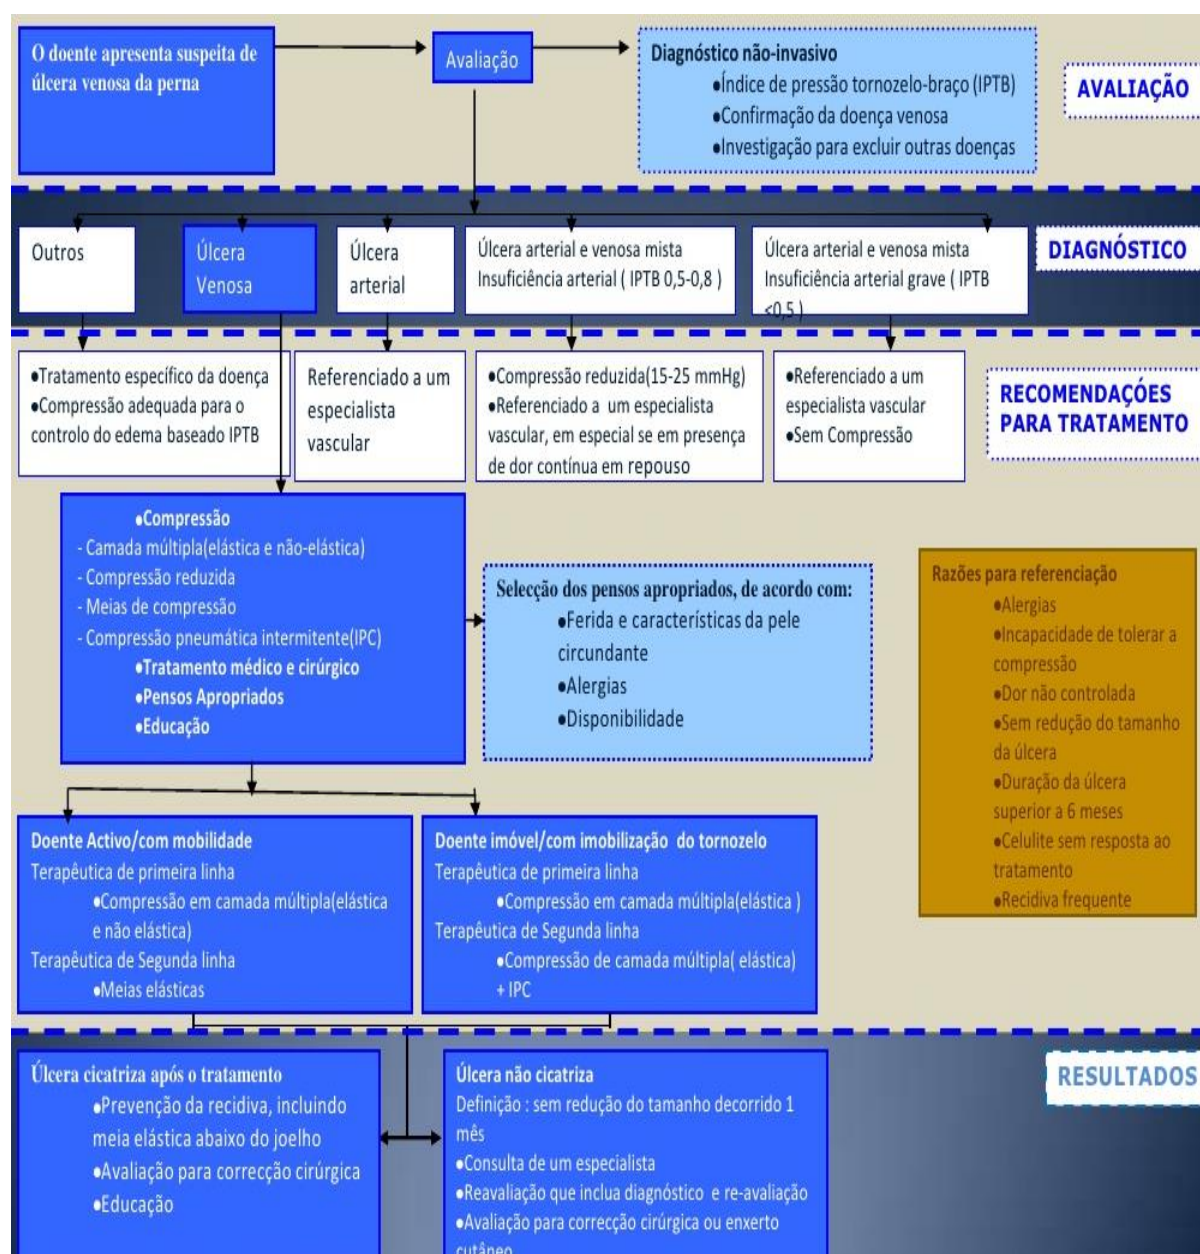 O doente apresenta suspeita de
úlcera venosa da perna
Avaliação
Diagnóstico não-invasivo
●Índice de pressão tornozelo-braço (IPTB)
●Confirmação da doença venosa
●Investigação para excluir outras doenças
AVALIAÇÃO
Outros
Úlcera
Venosa
Úlcera
arterial
Úlcera arterial e venosa mista
Insuficiência arterial ( IPTB 0,5-0,8 )
Úlcera arterial e venosa mista
Insuficiência arterial grave ( IPTB
<0,5 )
DIAGNÓSTICO
●Tratamento específico da doença
●Compressão adequada para o
controlo do edema baseado IPTB
Referenciado a um
especialista
vascular
●Compressão reduzida(15-25 mmHg)
●Referenciado a um especialista
vascular, em especial se em presença
de dor contínua em repouso
●Referenciado a um
especialista vascular
●Sem Compressão
RECOMENDAÇÓES
PARA TRATAMENTO
●Compressão
- Camada múltipla(elástica e não-elástica)
- Compressão reduzida
- Meias de compressão
- Compressão pneumática intermitente(IPC)
●Tratamento médico e cirúrgico
●Pensos Apropriados
●Educação
Selecção dos pensos apropriados, de acordo com:
●Ferida e características da pele
circundante
●Alergias
●Disponibilidade
Razões para referenciação
●Alergias
●Incapacidade de tolerar a
compressão
●Dor não controlada
●Sem redução do tamanho
da úlcera
●Duração da úlcera
superior a 6 meses
●Celulite sem resposta ao
tratamento
●Recidiva frequente
Doente Activo/com mobilidade
Terapêutica de primeira linha
●Compressão em camada múltipla(elástica
e não elástica)
Terapêutica de Segunda linha
●Meias elásticas
Doente imóvel/com imobilização do tornozelo
Terapêutica de primeira linha
●Compressão em camada múltipla(elástica )
Terapêutica de Segunda linha
●Compressão de camada múltipla( elástica)
+ IPC
Úlcera cicatriza após o tratamento
●Prevenção da recidiva, incluindo
meia elástica abaixo do joelho
●Avaliação para correcção cirúrgica
●Educação
Úlcera não cicatriza
Definição : sem redução do tamanho decorrido 1
mês
●Consulta de um especialista
●Reavaliação que inclua diagnóstico e re-avaliação
●Avaliação para correcção cirúrgica ou enxerto
cutâneo
RESULTADOS